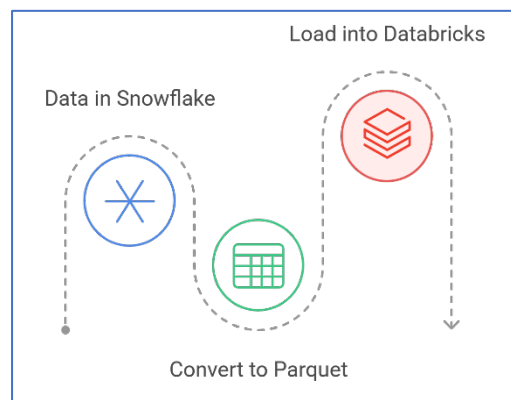 Data in Snowflake
Convert to Parquet
Load into Databricks